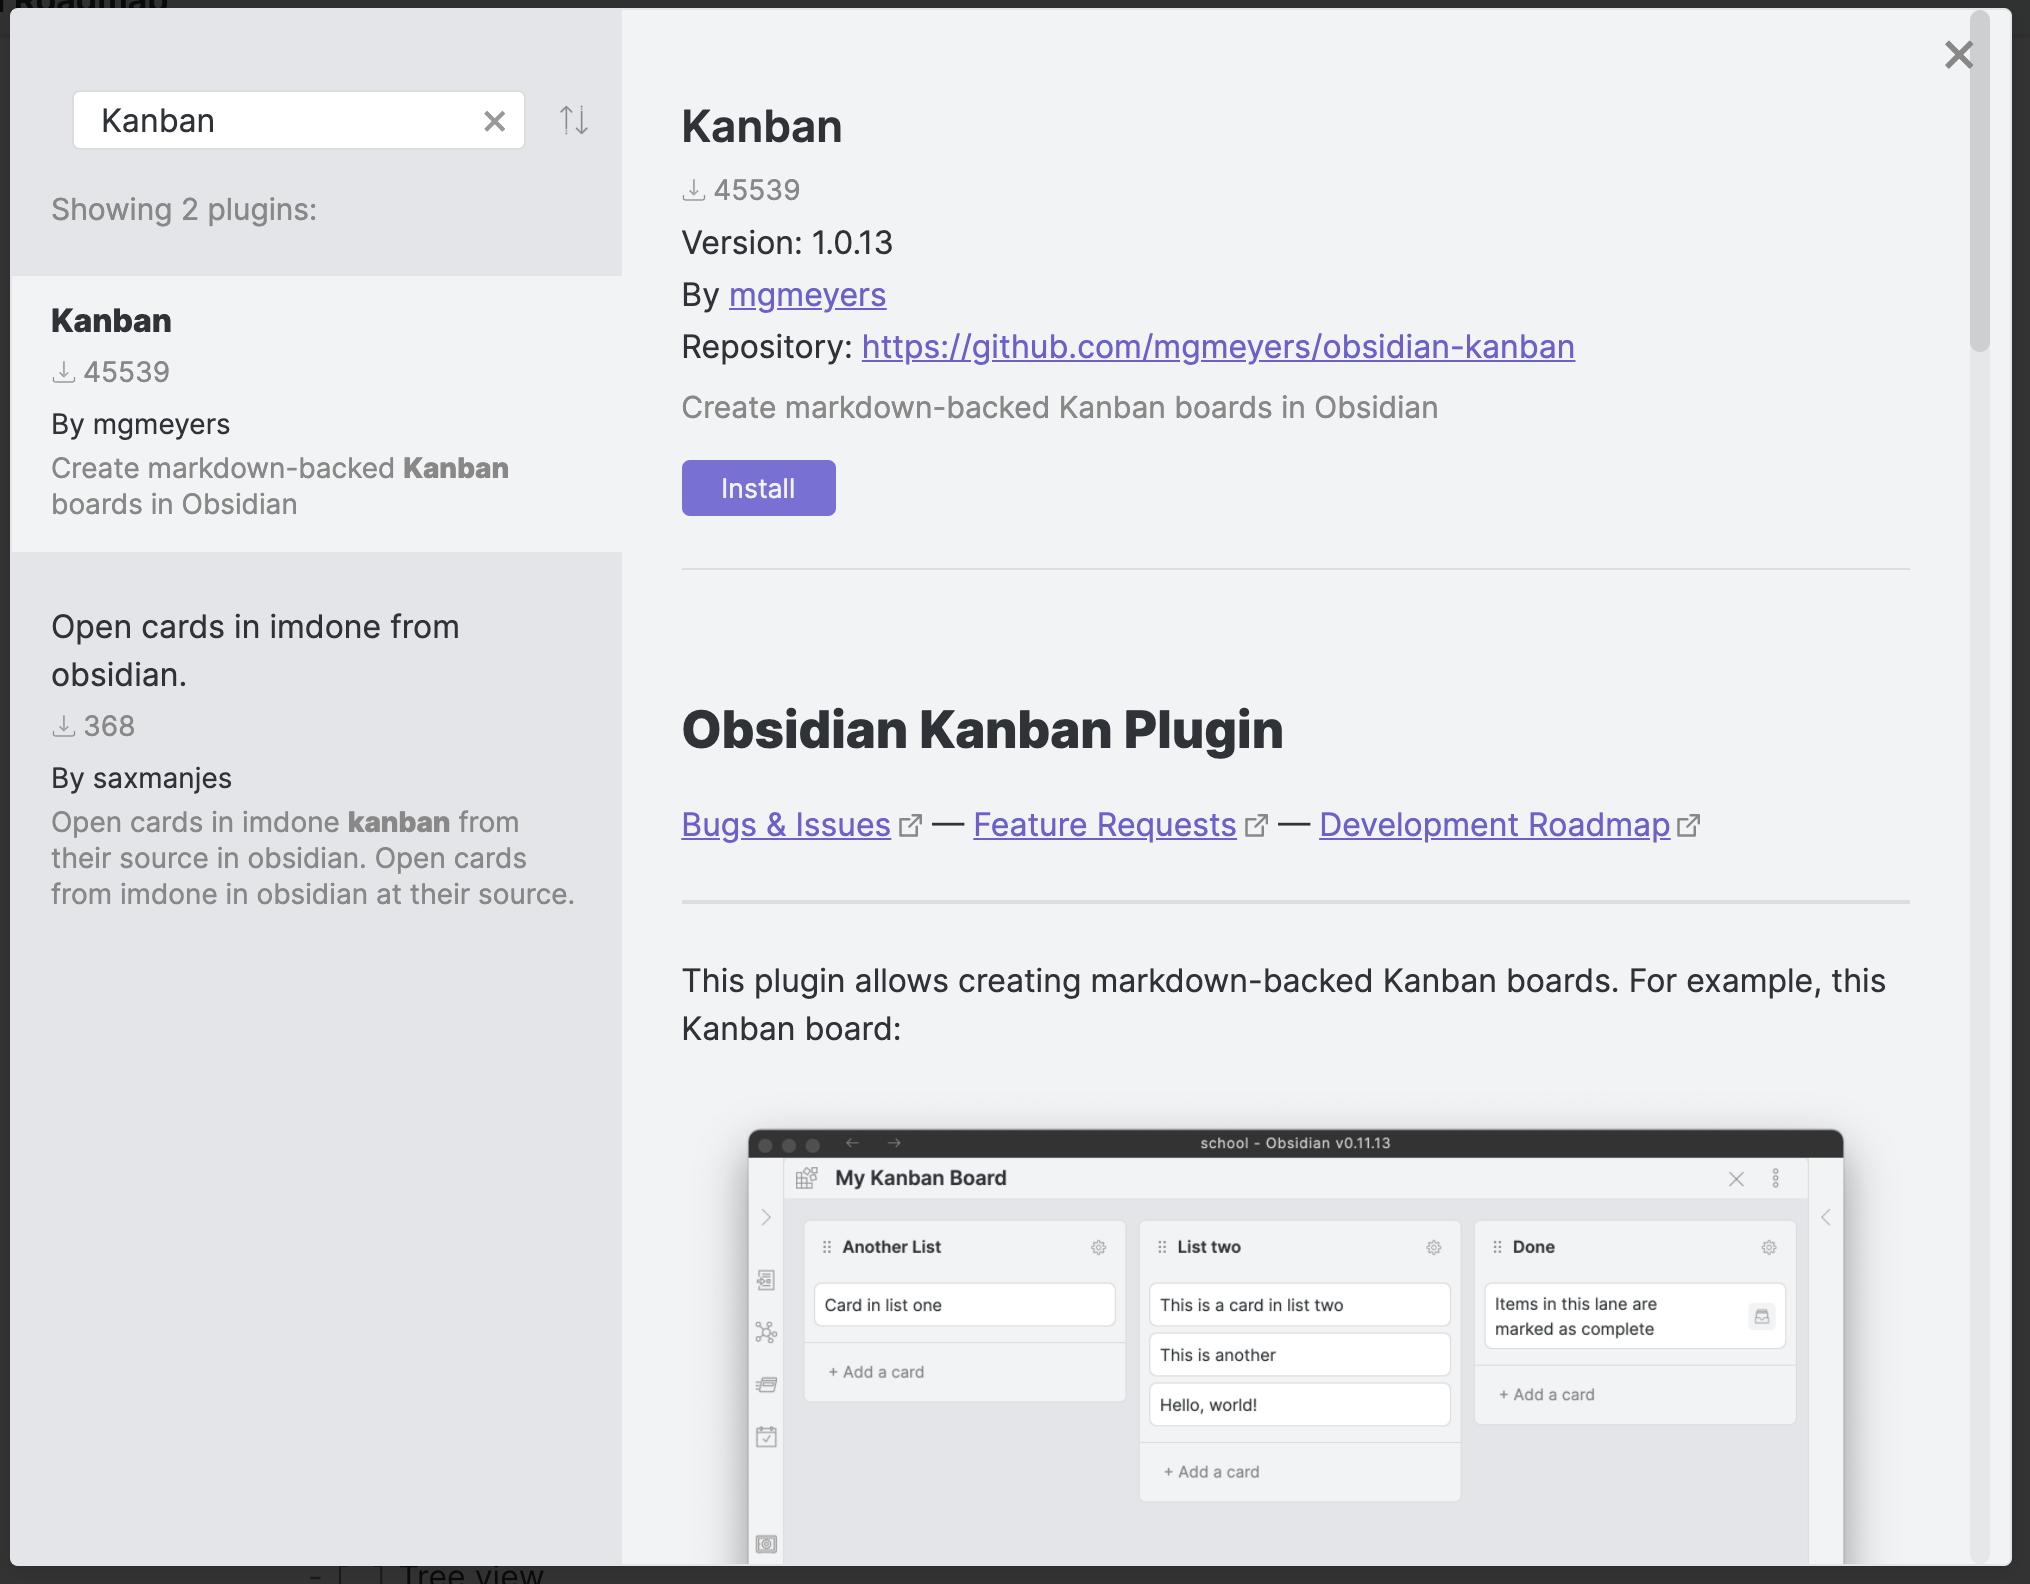 Kanban
Showing 2 plugins:
Kanban
45539
By mgmeyers
Create markdown-backed Kanban
boards in Obsidian
Open cards in imdone from
obsidian.
368
By saxmanjes
Open cards in imdone kanban from
their source in obsidian. Open cards
from imdone in obsidian at their source.
Kanban
45539
Version: 1.0.13
By mgmeyers
Repository: https://github.com/mgmeyers/obsidian-kanban
Create markdown-backed Kanban boards in Obsidian
Install
Obsidian Kanban Plugin
Bugs & Issues — Feature Requests — Development Roadmap
This plugin allows creating markdown-backed Kanban boards. For example, this
Kanban board:
school - Obsidian v0.11.13
My Kanban Board
Another List
Card in list one
+ Add a card
List two
This is a card in list two
This is another
Hello, world!
+ Add a card
Done
Items in this lane are
marked as complete
+ Add a card
Tree view